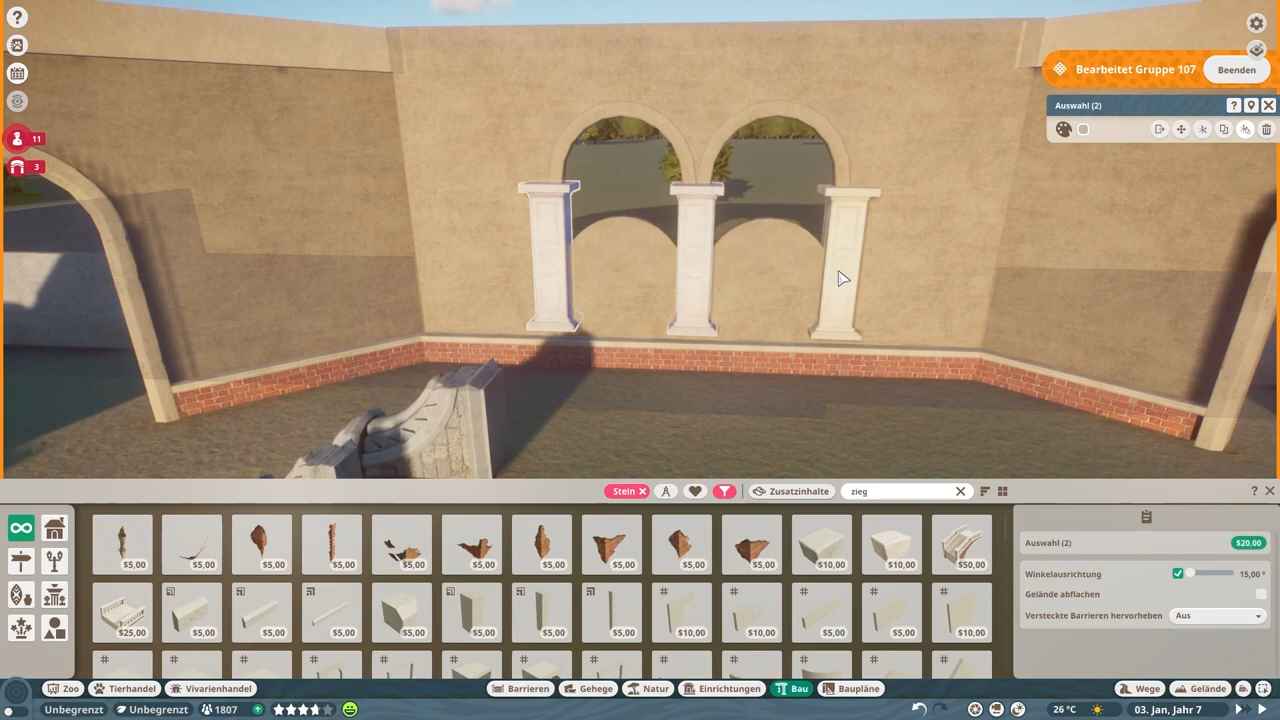 ?
11
3
Bearbeitet Gruppe 107
Beenden
Auswahl (2)
?
Stein
Zusatzinhalte
zieg
?
$5,00 $5,00 $5,00 $5,00 $5,00 $5,00 $5,00 $5,00 $5,00 $5,00 $10,00 $10,00 $50,00
$25,00 $5,00 $5,00 $5,00 $5,00 $5,00 $5,00 $5,00 $10,00 $10,00 $5,00 $5,00 $10,00
Auswahl (2) $20,00
Winkelausrichtung 15,00°
Gelände abflachen
Versteckte Barrieren hervorheben Aus
Zoo Tierhandel Vivarienhandel Barrieren Gehege Natur Einrichtungen Bau Baupläne Wege Gelände
Unbegrenzt Unbegrenzt 1807 26 °C 03. Jan, Jahr 7